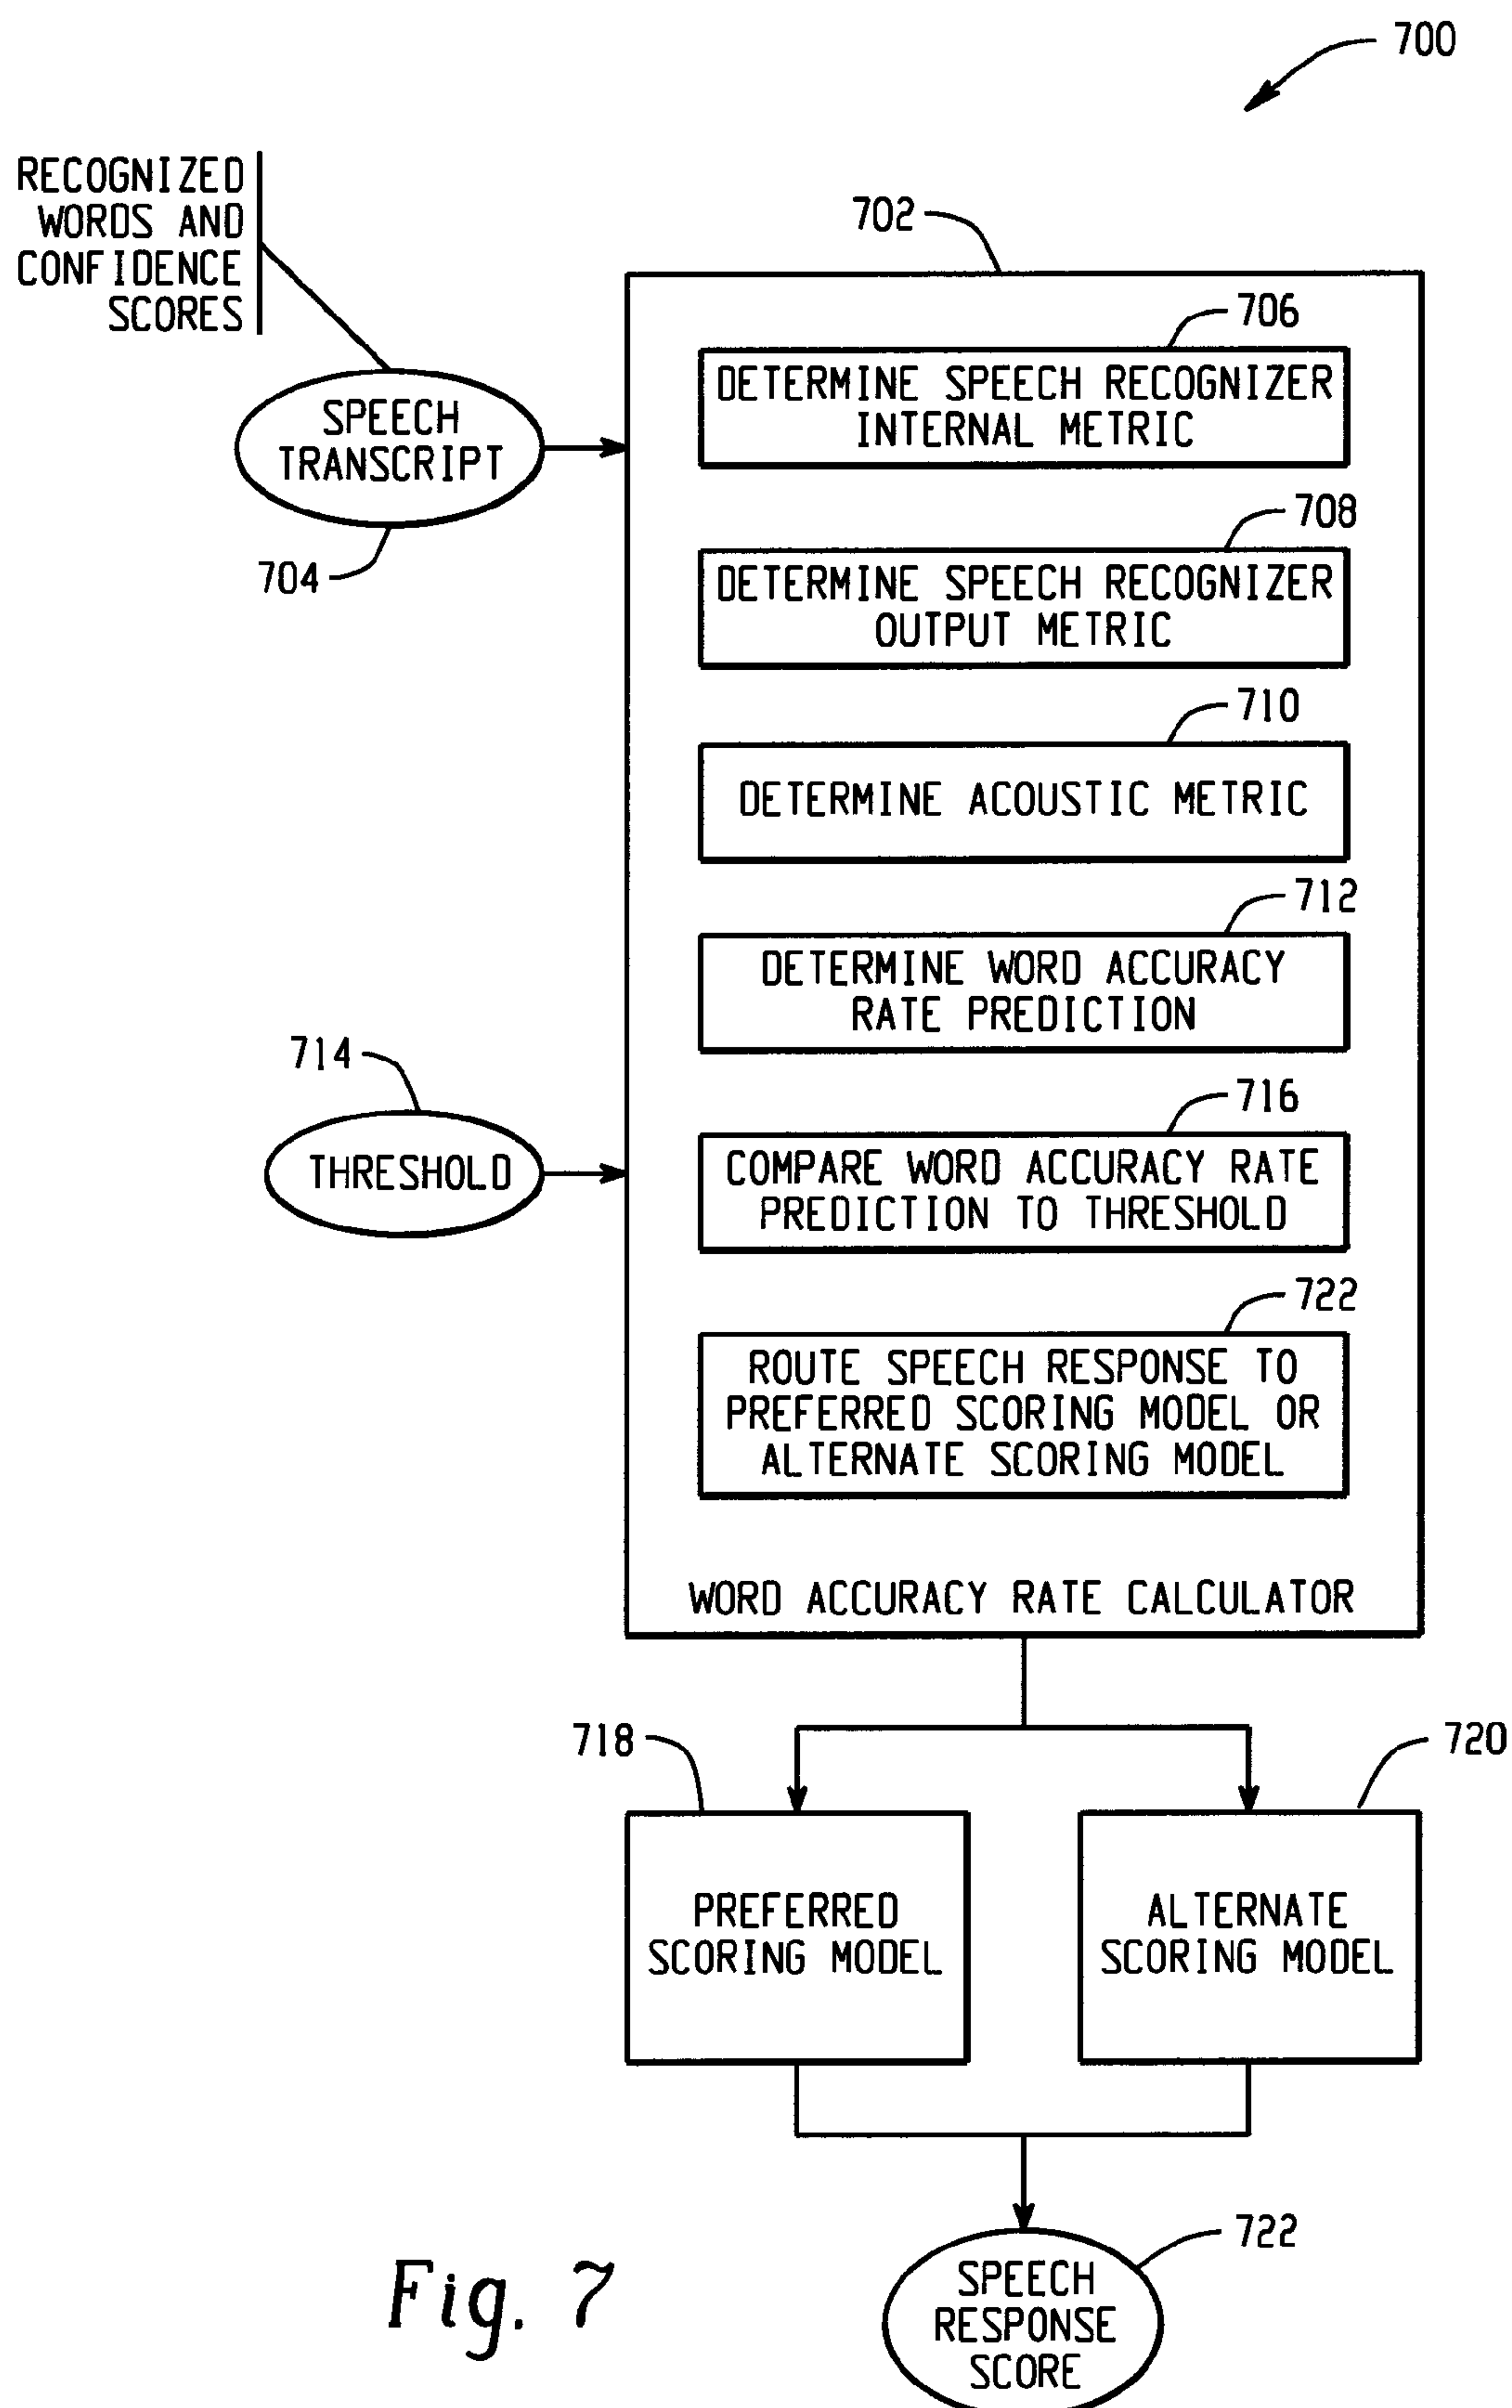 700
RECOGNIZED
WORDS AND
CONFIDENCE
SCORES
702
706
DETERMINE SPEECH RECOGNIZER
INTERNAL METRIC
SPEECH
TRANSCRIPT
704
708
DETERMINE SPEECH RECOGNIZER
OUTPUT METRIC
710
DETERMINE ACOUSTIC METRIC
712
DETERMINE WORD ACCURACY
RATE PREDICTION
714
THRESHOLD
716
COMPARE WORD ACCURACY RATE
PREDICTION TO THRESHOLD
722
ROUTE SPEECH RESPONSE TO
PREFERRED SCORING MODEL OR
ALTERNATE SCORING MODEL
WORD ACCURACY RATE CALCULATOR
718
720
PREFERRED
SCORING MODEL
ALTERNATE
SCORING MODEL
722
SPEECH
RESPONSE
SCORE
Fig. 7